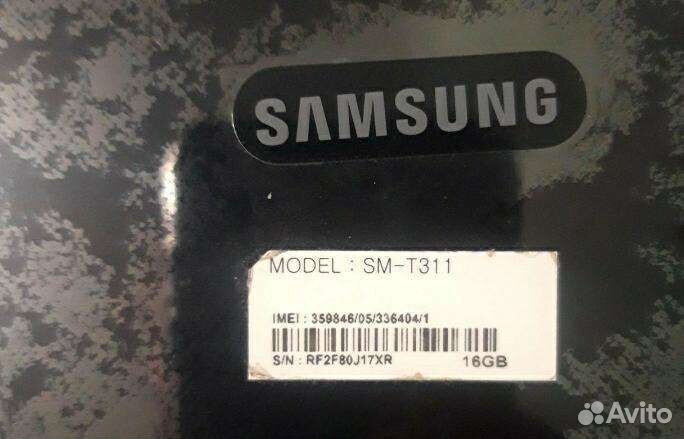 SAMSUNG
MODEL : SM-T311
IMEI : 359846/05/336404/1
S/N : RF2F80J17XR 16GB
Avito